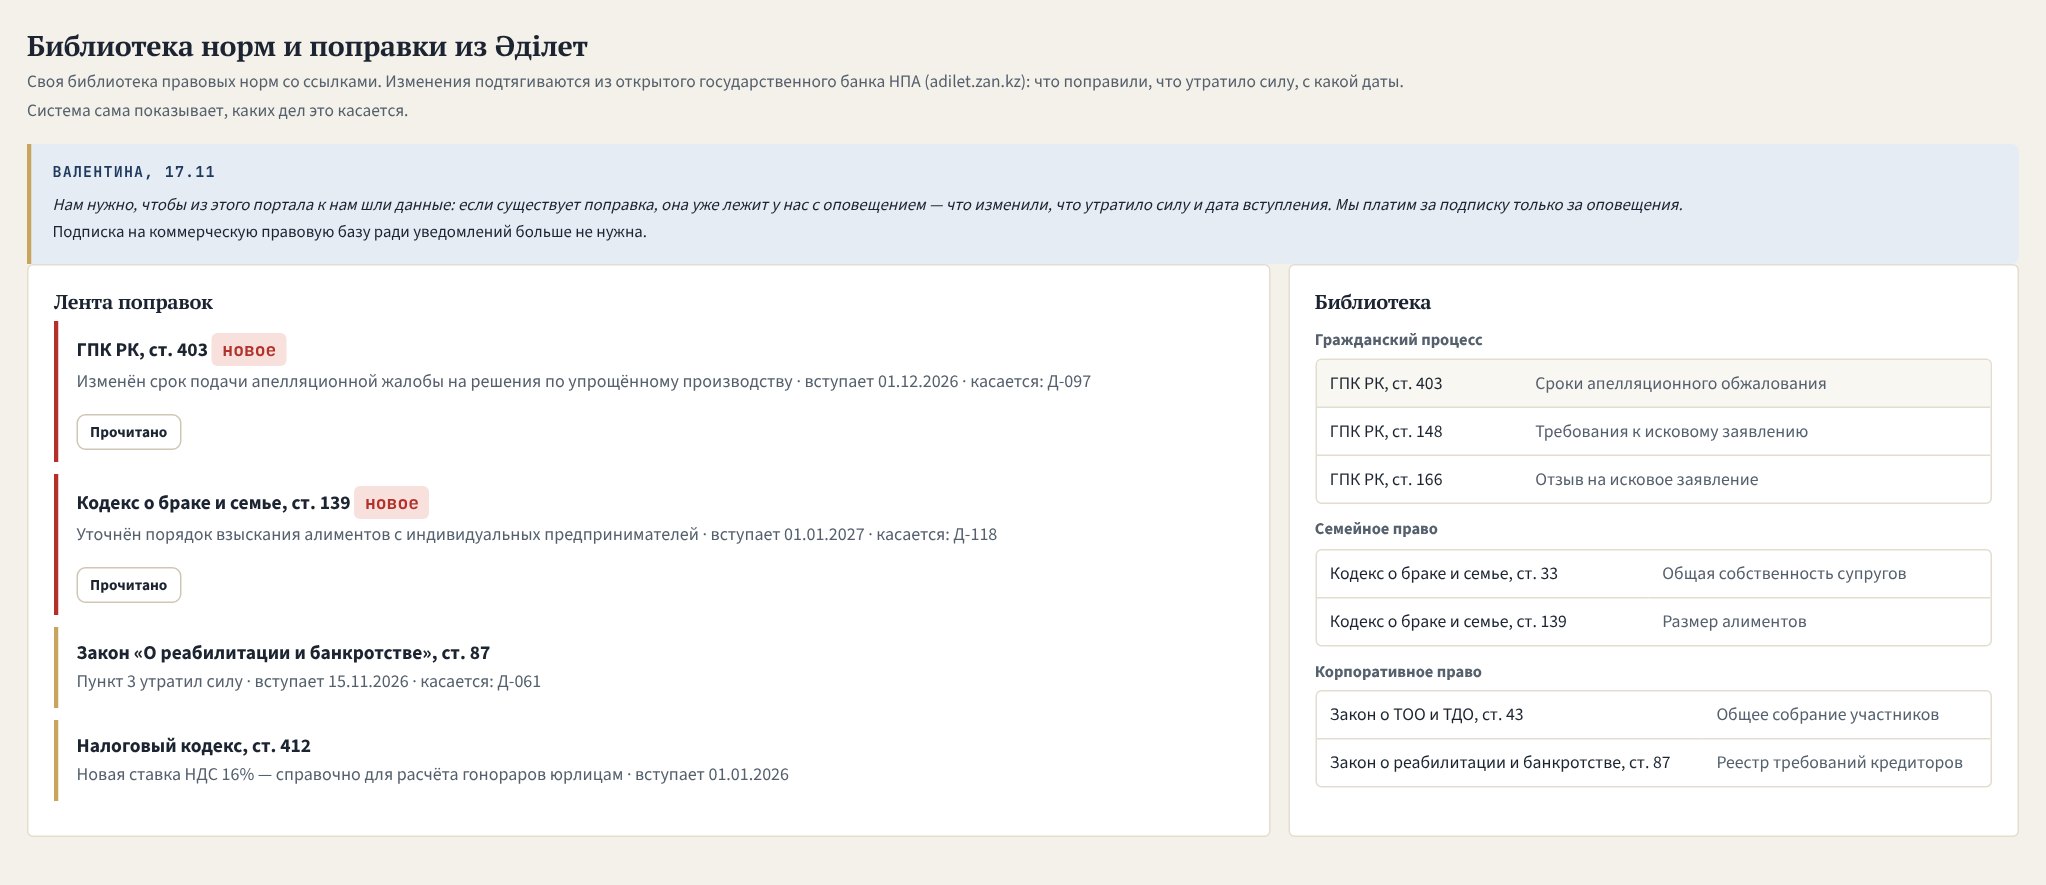 Библиотека норм и поправки из Әділет
Своя библиотека правовых норм со ссылками. Изменения подтягиваются из открытого государственного банка НПА (adilet.zan.kz): что поправили, что утратило силу, с какой даты.
Система сама показывает, каких дел это касается.
ВАЛЕНТИНА, 17.11
Нам нужно, чтобы из этого портала к нам шли данные: если существует поправка, она уже лежит у нас с оповещением — что изменили, что утратило силу и дата вступления. Мы платим за подписку только за оповещения.
Подписка на коммерческую правовую базу ради уведомлений больше не нужна.
Лента поправок
ГПК РК, ст. 403 новое
Изменён срок подачи апелляционной жалобы на решения по упрощённому производству · вступает 01.12.2026 · касается: Д-097
Прочитано
Кодекс о браке и семье, ст. 139 новое
Уточнён порядок взыскания алиментов с индивидуальных предпринимателей · вступает 01.01.2027 · касается: Д-118
Прочитано
Закон «О реабилитации и банкротстве», ст. 87
Пункт 3 утратил силу · вступает 15.11.2026 · касается: Д-061
Налоговый кодекс, ст. 412
Новая ставка НДС 16% — справочно для расчёта гонораров юрлицам · вступает 01.01.2026
Библиотека
Гражданский процесс
ГПК РК, ст. 403 Сроки апелляционного обжалования
ГПК РК, ст. 148 Требования к исковому заявлению
ГПК РК, ст. 166 Отзыв на исковое заявление
Семейное право
Кодекс о браке и семье, ст. 33 Общая собственность супругов
Кодекс о браке и семье, ст. 139 Размер алиментов
Корпоративное право
Закон о ТОО и ТДО, ст. 43 Общее собрание участников
Закон о реабилитации и банкротстве, ст. 87 Реестр требований кредиторов